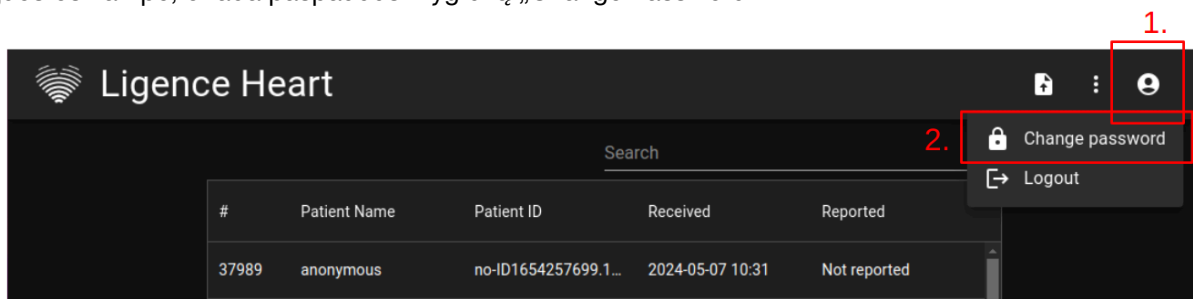 1.
Ligence Heart
2.
Change password
Search
Logout
# Patient Name Patient ID Received Reported
37989 anonymous no-ID1654257699.1... 2024-05-07 10:31 Not reported